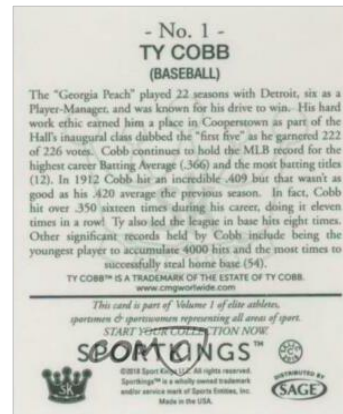 - No. 1 -
TY COBB
(BASEBALL)
The "Georgia Peach" played 22 seasons with Detroit, six as a
Player-Manager, and was known for his drive to win. His hard
work ethic earned him a place in Cooperstown as part of the
Hall's inaugural class dubbed the "first five" as he garnered 222
of 226 votes. Cobb continues to hold the MLB record for the
highest career Batting Average (.366) and the most batting titles
(12). In 1912 Cobb hit an incredible .409 but that wasn't as
good as his .420 average the previous season. In fact, Cobb
hit over .350 sixteen times during his career, doing it eleven
times in a row! Ty also led the league in base hits eight times.
Other significant records held by Cobb include being the
youngest player to accumulate 4000 hits and the most times to
successfully steal home base (54).
TY COBB™ IS A TRADEMARK OF THE ESTATE OF TY COBB.
www.cmgworldwide.com
This card is part of Volume 1 of elite athletes,
sportsmen & sportswomen representing all areas of sport.
START YOUR COLLECTION NOW.
SPORTKINGS™
©2018 Sport Kings LLC. All rights reserved.
Sportkings™ is a wholly owned trademark
and/or service mark of Sports Entities, Inc.
Made in the USA.
SK
DISTRIBUTED BY
SAGE